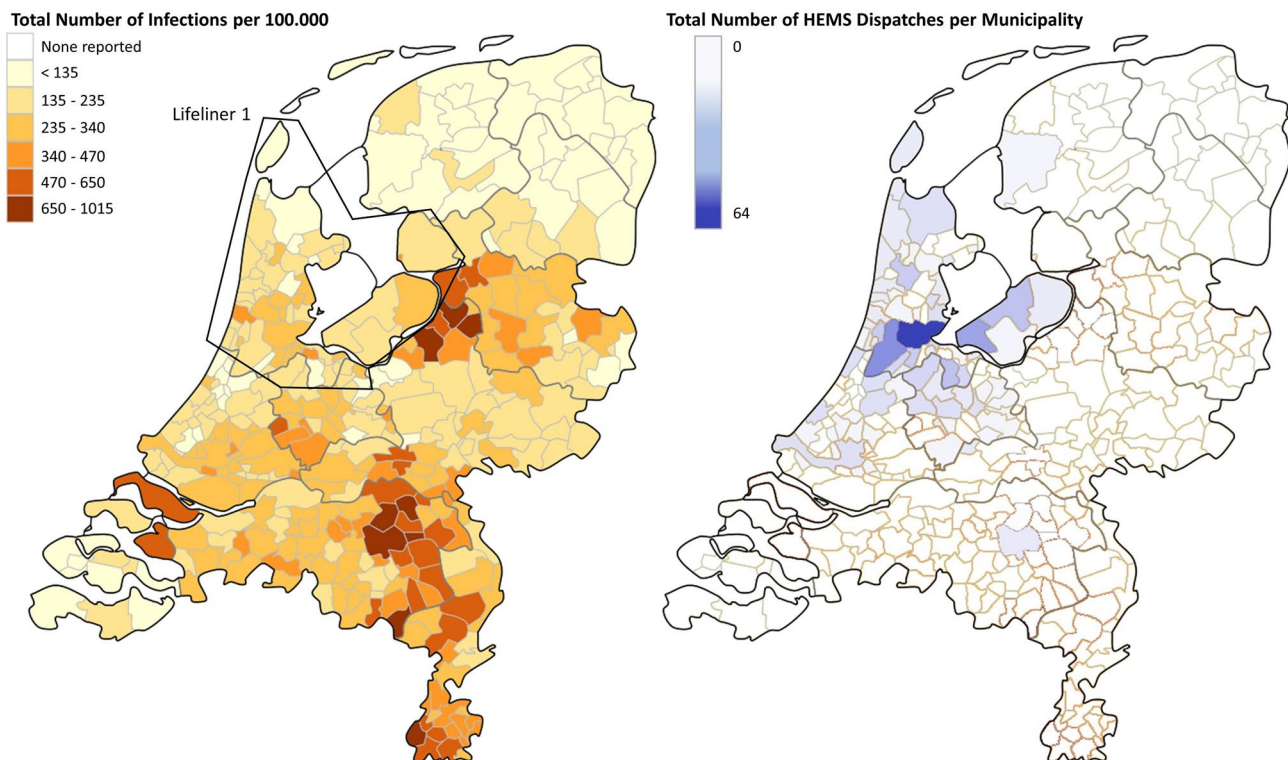 Total Number of Infections per 100.000
None reported
< 135
135 - 235
235 - 340
340 - 470
470 - 650
650 - 1015
Lifeliner 1
Total Number of HEMS Dispatches per Municipality
0
64